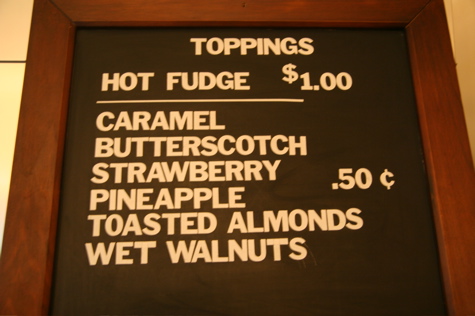 TOPPINGS
HOT FUDGE $1.00
CARAMEL
BUTTERSCOTCH
STRAWBERRY .50 ¢
PINEAPPLE
TOASTED ALMONDS
WET WALNUTS